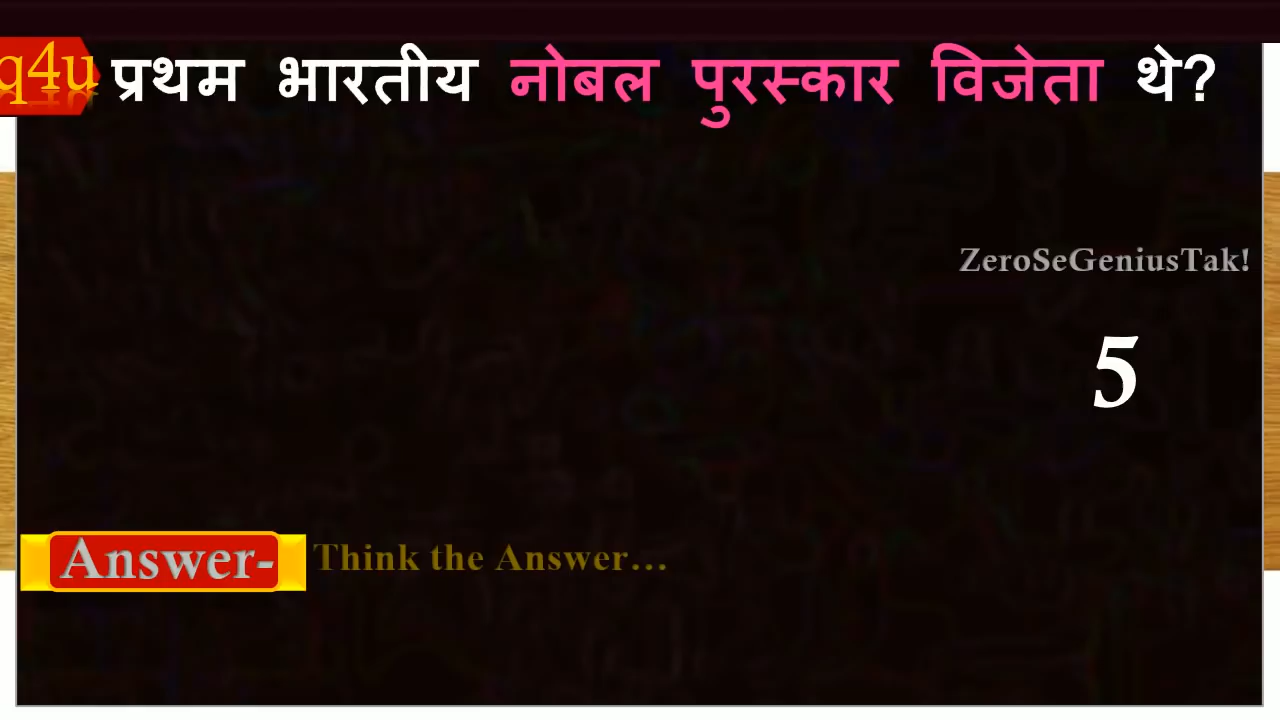 q4u प्रथम भारतीय नोबल पुरस्कार विजेता थे?
ZeroSeGeniusTak!
5
Answer- Think the Answer...